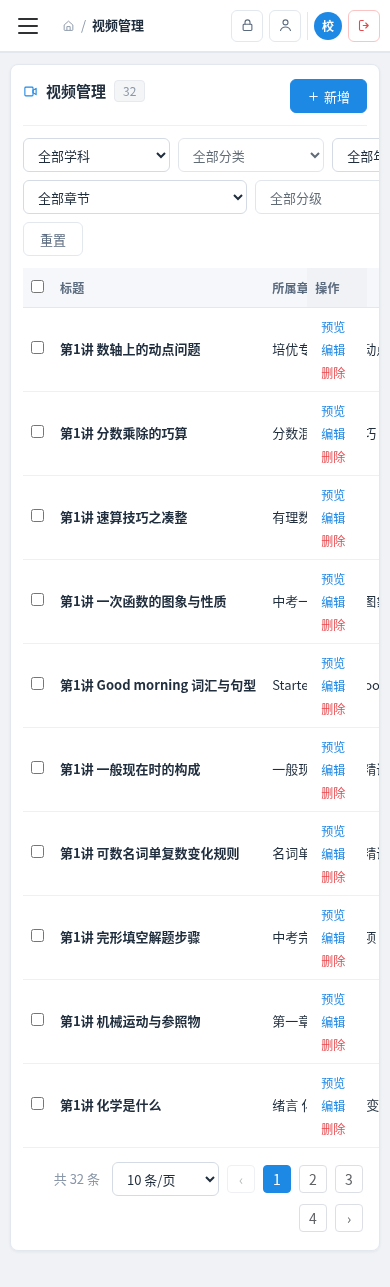 / 视频管理 校
视频管理 32 + 新增
全部学科 全部分类 全部
全部章节 全部分级
重置
标题 所属章 操作
第1讲 数轴上的动点问题 培优 预览 编辑 删除
第1讲 分数乘除的巧算 分数混 预览 编辑 删除 巧
第1讲 速算技巧之凑整 有理数 预览 编辑 删除
第1讲 一次函数的图象与性质 中考一 预览 编辑 删除 图
第1讲 Good morning 词汇与句型 Starte 预览 编辑 删除
第1讲 一般现在时的构成 一般现 预览 编辑 删除
第1讲 可数名词单复数变化规则 名词单 预览 编辑 删除
第1讲 完形填空解题步骤 中考完 预览 编辑 删除
第1讲 机械运动与参照物 第一章 预览 编辑 删除
第1讲 化学是什么 绪言 预览 编辑 删除 变
共 32 条 10 条/页 ‹ 1 2 3
4 ›